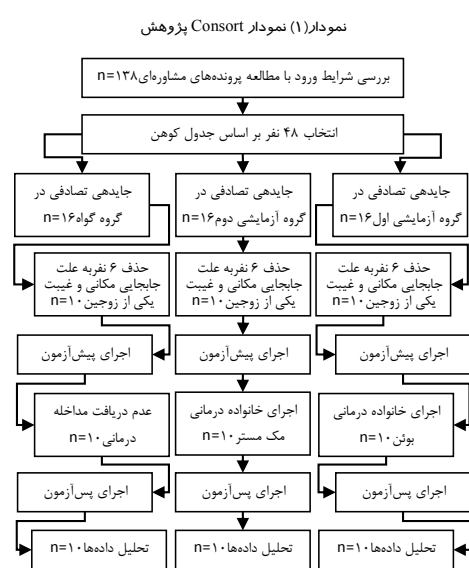 نمودار(۱) نمودار Consort پژوهش
بررسی شرایط ورود با مطالعه پرونده‌های مشاوره‌ای n=۱۳۸
انتخاب ۴۸ نفر بر اساس جدول کوهن
جایدهی تصادفی در
گروه آزمایشی اول n=۱۶
جایدهی تصادفی در
گروه آزمایشی دوم n=۱۶
جایدهی تصادفی در
گروه گواه n=۱۶
حذف ۶ نفر به علت
جابجایی مکانی و غیبت
یکی از زوجین n=۱۰
حذف ۶ نفر به علت
جابجایی مکانی و غیبت
یکی از زوجین n=۱۰
حذف ۶ نفر به علت
جابجایی مکانی و غیبت
یکی از زوجین n=۱۰
اجرای پیش‌آزمون
اجرای پیش‌آزمون
اجرای پیش‌آزمون
اجرای خانواده درمانی
بوئن n=۱۰
اجرای خانواده درمانی
مک مستر n=۱۰
عدم دریافت مداخله
درمانی n=۱۰
اجرای پس‌آزمون
اجرای پس‌آزمون
اجرای پس‌آزمون
تحلیل داده‌ها n=۱۰
تحلیل داده‌ها n=۱۰
تحلیل داده‌ها n=۱۰